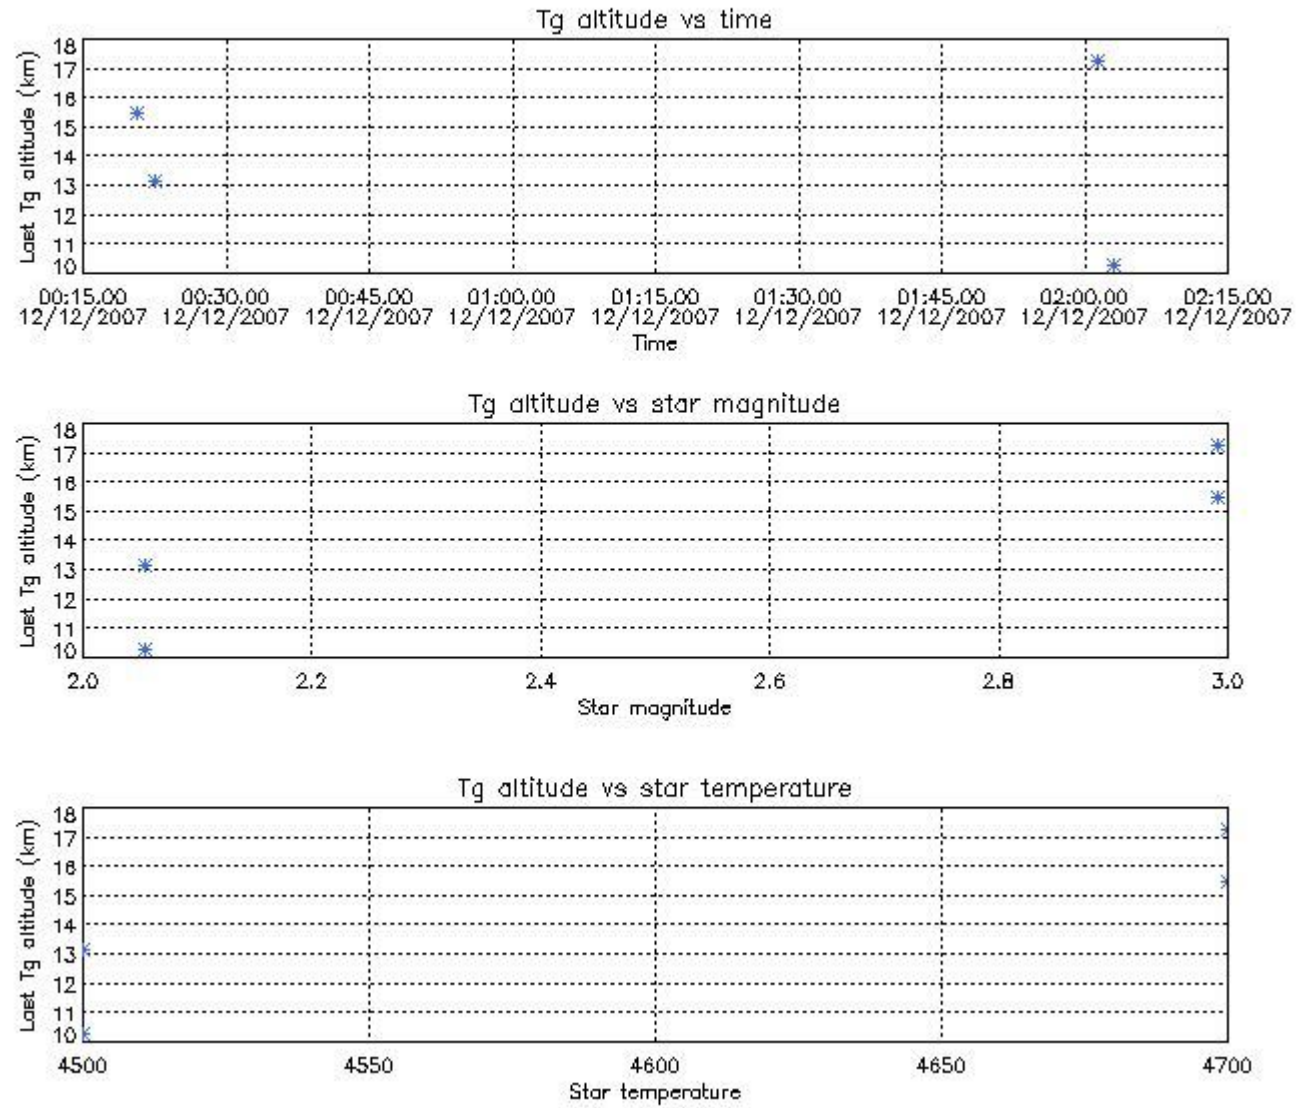 Tg altitude vs time
Last Tg altitude (km)
18
17
16
15
14
13
12
11
10
00:15.00 00:30.00 00:45.00 01:00.00 01:15.00 01:30.00 01:45.00 02:00.00 02:15.00
12/12/2007 12/12/2007 12/12/2007 12/12/2007 12/12/2007 12/12/2007 12/12/2007 12/12/2007 12/12/2007
Time
Tg altitude vs star magnitude
Last Tg altitude (km)
18
17
16
15
14
13
12
11
10
2.0 2.2 2.4 2.6 2.8 3.0
Star magnitude
Tg altitude vs star temperature
Last Tg altitude (km)
18
17
16
15
14
13
12
11
10
4500 4550 4600 4650 4700
Star temperature